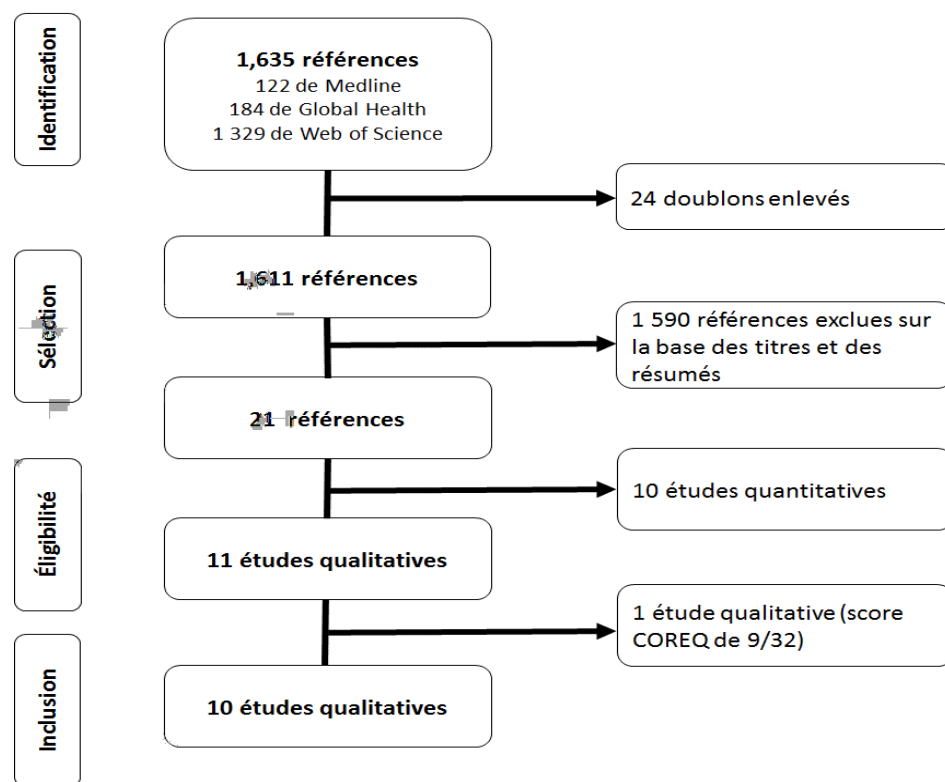 Identification
1,635 références
122 de Medline
184 de Global Health
1 329 de Web of Science
24 doublons enlevés
Sélection
1,611 références
1 590 références exclues sur
la base des titres et des
résumés
21 références
Éligibilité
10 études quantitatives
11 études qualitatives
1 étude qualitative (score
COREQ de 9/32)
Inclusion
10 études qualitatives